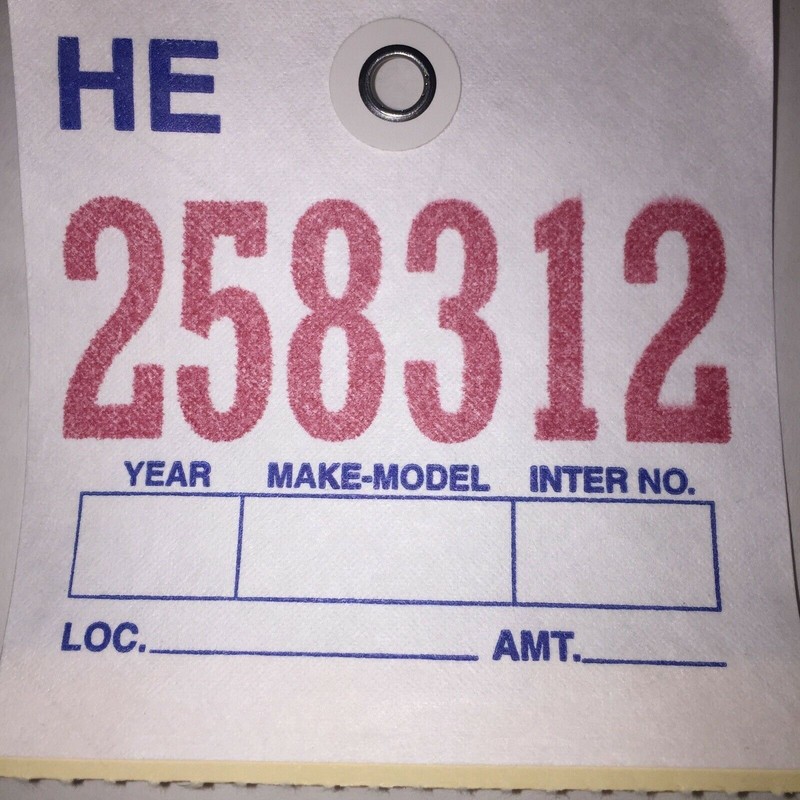 HE
258312
YEAR MAKE-MODEL INTER NO.
LOC. AMT.